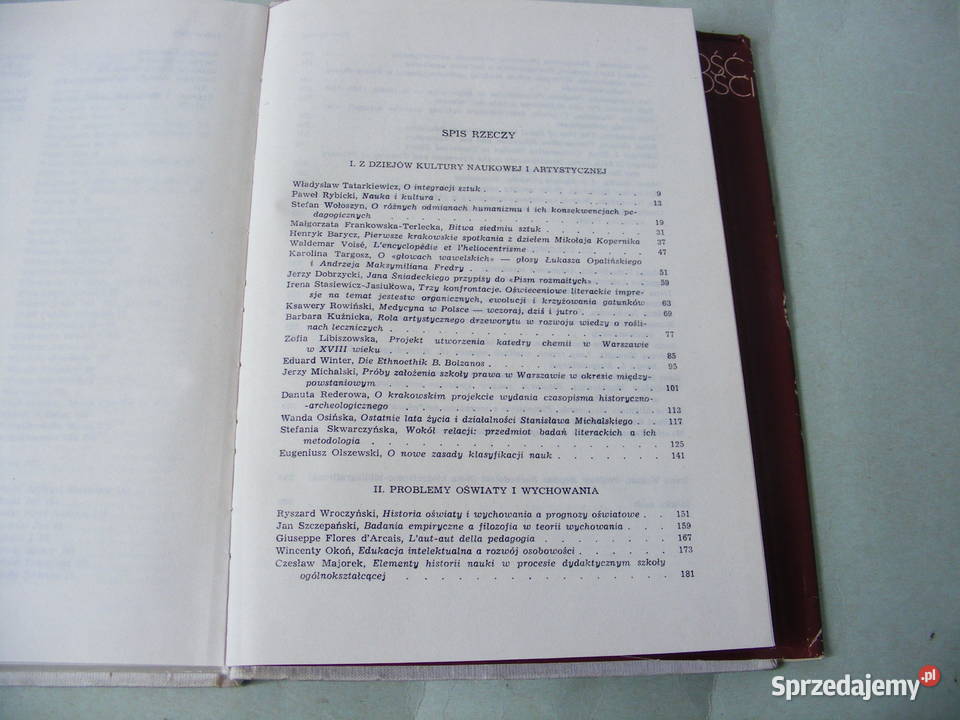 OŚĆ
OŚCI
SPIS RZECZY
I. Z DZIEJÓW KULTURY NAUKOWEJ I ARTYSTYCZNEJ
Władysław Tatarkiewicz, O integracji sztuk . . . . . . . . . 9
Paweł Rybicki, Nauka i kultura . . . . . . . . . . . 13
Stefan Wołoszyn, O różnych odmianach humanizmu i ich konsekwencjach pe-
dagogicznych . . . . . . . . . . . . . . 19
Małgorzata Frankowska-Terlecka, Bitwa siedmiu sztuk . . . . . . 31
Henryk Barycz, Pierwsze krakowskie spotkania z dziełem Mikołaja Kopernika 37
Waldemar Voisé, L'encyclopédie et l'heliocentrisme . . . . . . . 47
Karolina Targosz, O «głowach wawelskich» — głosy Łukasza Opalińskiego
i Andrzeja Maksymiliana Fredry . . . . . . . . . . 51
Jerzy Dobrzycki, Jana Śniadeckiego przypisy do «Pism rozmaitych» . . . 59
Irena Stasiewicz-Jasiukowa, Trzy konfrontacje. Oświeceniowe literackie impre-
sje na temat jestestw organicznych, ewolucji i krzyżowania gatunków 63
Ksawery Rowiński, Medycyna w Polsce — wczoraj, dziś i jutro . . . . 69
Barbara Kuźnicka, Rola artystycznego drzeworytu w rozwoju wiedzy o rośli-
nach leczniczych . . . . . . . . . . . . . 77
Zofia Libiszowska, Projekt utworzenia katedry chemii w Warszawie
w XVIII wieku . . . . . . . . . . . . . . 85
Eduard Winter, Die Ethnoethik B. Bolzanos . . . . . . . . . 95
Jerzy Michalski, Próby założenia szkoły prawa w Warszawie w okresie między-
powstaniowym . . . . . . . . . . . . . . 101
Danuta Rederowa, O krakowskim projekcie wydania czasopisma historyczno-
-archeologicznego . . . . . . . . . . . . . 113
Wanda Osińska, Ostatnie lata życia i działalności Stanisława Michalskiego . . 117
Stefania Skwarczyńska, Wokół relacji: przedmiot badań literackich a ich
metodologia . . . . . . . . . . . . . . 125
Eugeniusz Olszewski, O nowe zasady klasyfikacji nauk . . . . . . 141
II. PROBLEMY OŚWIATY I WYCHOWANIA
Ryszard Wroczyński, Historia oświaty i wychowania a prognozy oświatowe . . 151
Jan Szczepański, Badania empiryczne a filozofia w teorii wychowania . . . 159
Giuseppe Flores d'Arcais, L'aut-aut della pedagogia . . . . . . . 167
Wincenty Okoń, Edukacja intelektualna a rozwój osobowości . . . . . 173
Czesław Majorek, Elementy historii nauki w procesie dydaktycznym szkoły
ogólnokształcącej . . . . . . . . . . . . . 181
Sprzedajemy.pl